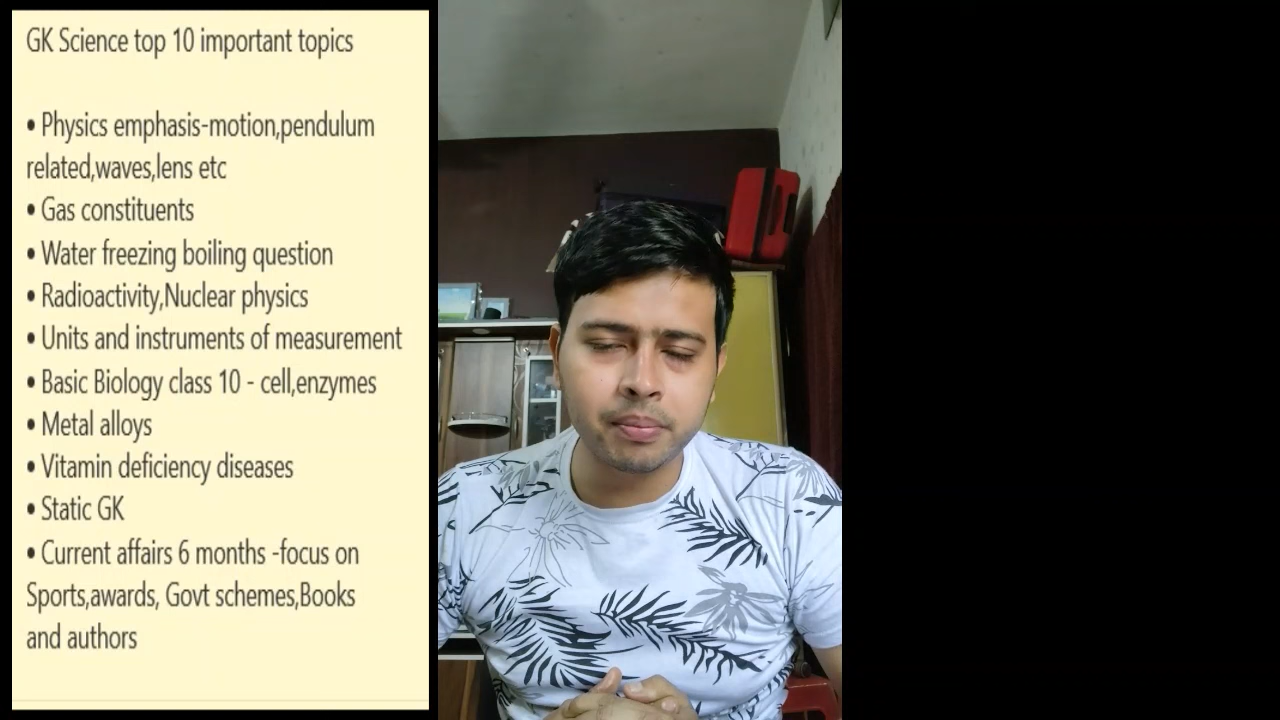 GK Science top 10 important topics
• Physics emphasis-motion,pendulum
related,waves,lens etc
• Gas constituents
• Water freezing boiling question
• Radioactivity,Nuclear physics
• Units and instruments of measurement
• Basic Biology class 10 - cell,enzymes
• Metal alloys
• Vitamin deficiency diseases
• Static GK
• Current affairs 6 months -focus on
Sports,awards, Govt schemes,Books
and authors